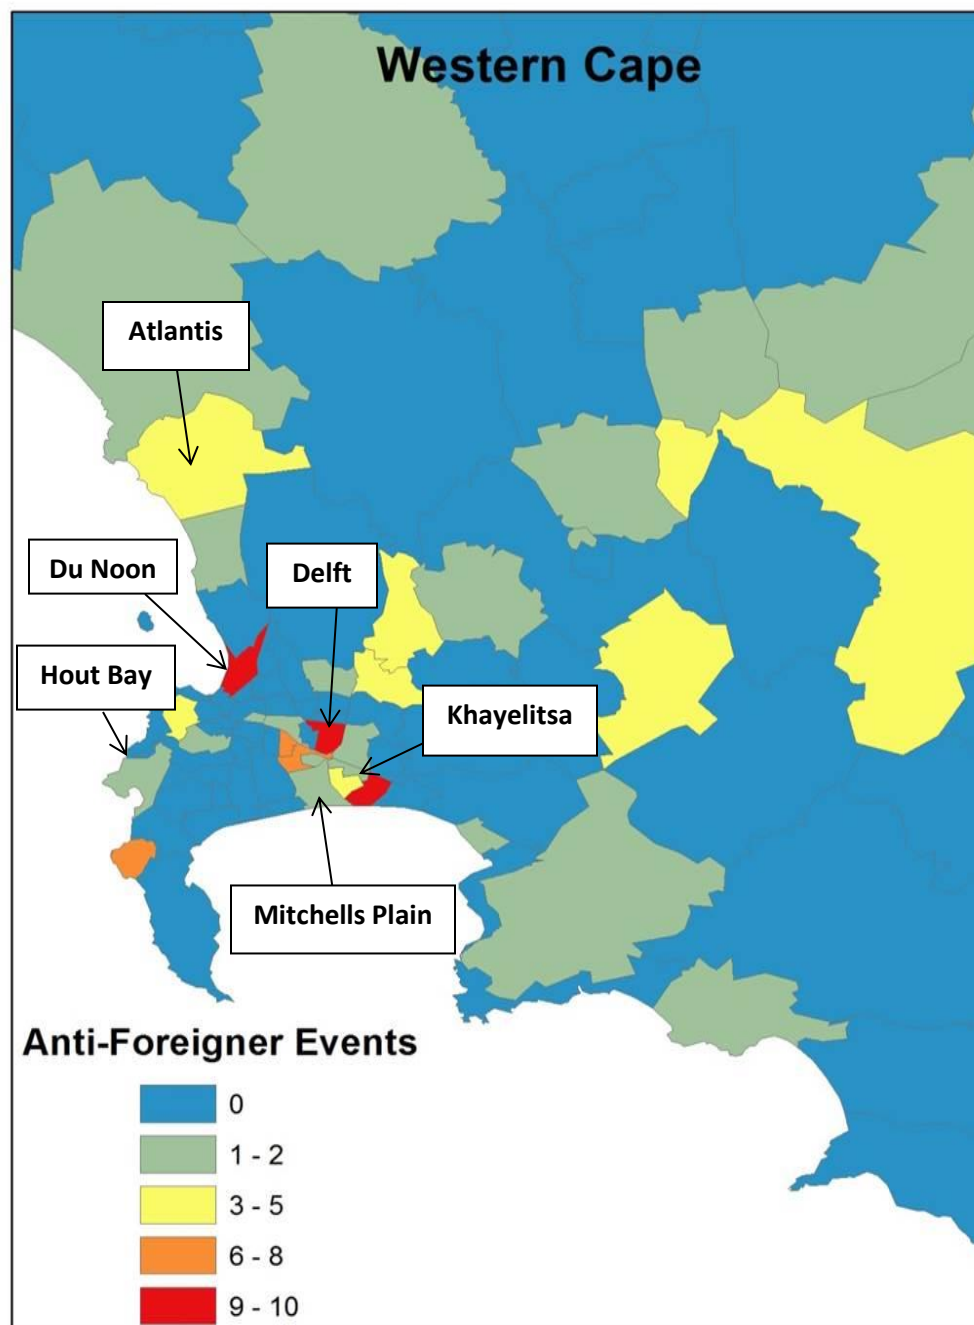 Western Cape
Atlantis
Du Noon
Delft
Hout Bay
Khayelitsa
Mitchells Plain
Anti-Foreigner Events
0
1 - 2
3 - 5
6 - 8
9 - 10